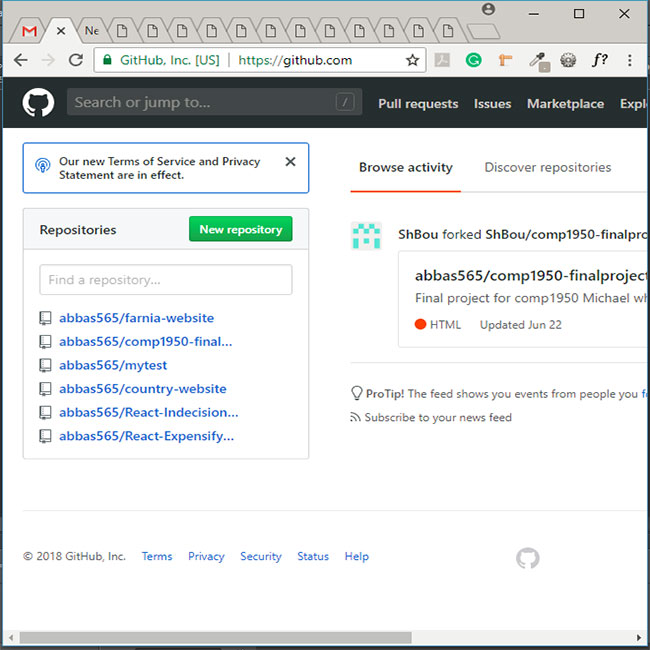 Ne
GitHub, Inc. [US] | https://github.com
f?
Search or jump to...
/
Pull requests Issues Marketplace Explo
Our new Terms of Service and Privacy
Statement are in effect.
Browse activity Discover repositories
Repositories
New repository
Find a repository...
abbas565/farnia-website
abbas565/comp1950-final...
abbas565/mytest
abbas565/country-website
abbas565/React-Indecision...
abbas565/React-Expensify...
ShBou forked ShBou/comp1950-finalpro
abbas565/comp1950-finalproject
Final project for comp1950 Michael wh
HTML Updated Jun 22
ProTip! The feed shows you events from people you fo
Subscribe to your news feed
© 2018 GitHub, Inc. Terms Privacy Security Status Help